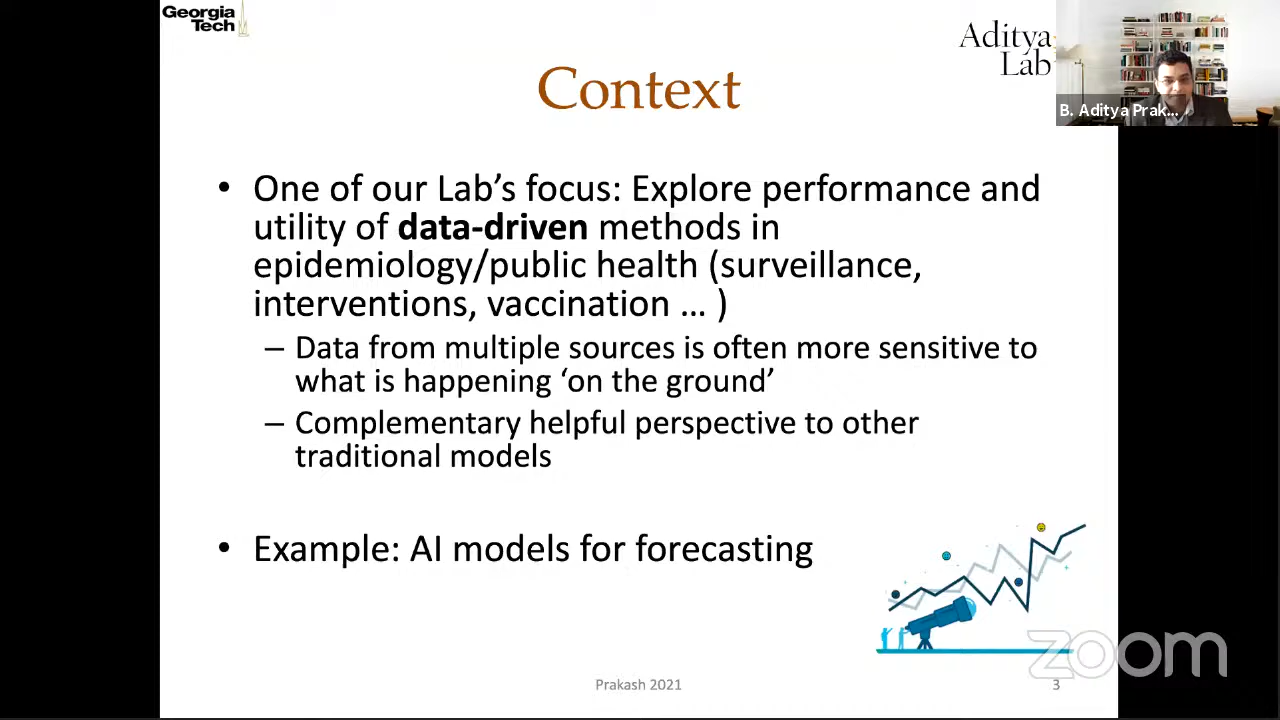 Georgia
Tech
Aditya
Lab
B. Aditya Prak...
Context
• One of our Lab’s focus: Explore performance and
utility of data-driven methods in
epidemiology/public health (surveillance,
interventions, vaccination … )
– Data from multiple sources is often more sensitive to
what is happening ‘on the ground’
– Complementary helpful perspective to other
traditional models
• Example: AI models for forecasting
zoom
Prakash 2021
3